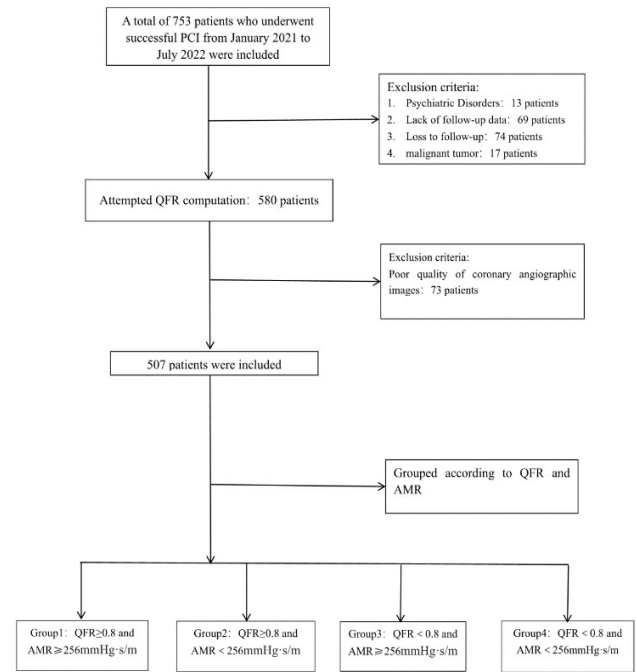 A total of 753 patients who underwent
successful PCI from January 2021 to
July 2022 were included
Exclusion criteria:
1. Psychiatric Disorders: 13 patients
2. Lack of follow-up data: 69 patients
3. Loss to follow-up: 74 patients
4. malignant tumor: 17 patients
Attempted QFR computation: 580 patients
Exclusion criteria:
Poor quality of coronary angiographic
images: 73 patients
507 patients were included
Grouped according to QFR and
AMR
Group1: QFR≥0.8 and
AMR≥256mmHg·s/m
Group2: QFR≥0.8 and
AMR<256mmHg·s/m
Group3: QFR<0.8 and
AMR≥256mmHg·s/m
Group4: QFR<0.8 and
AMR<256mmHg·s/m